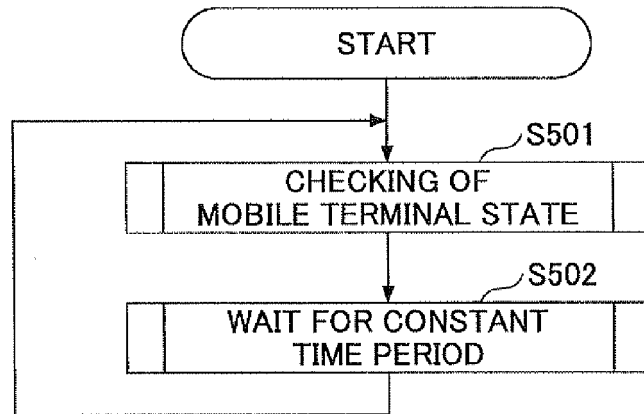 START
S501
CHECKING OF
MOBILE TERMINAL STATE
S502
WAIT FOR CONSTANT
TIME PERIOD